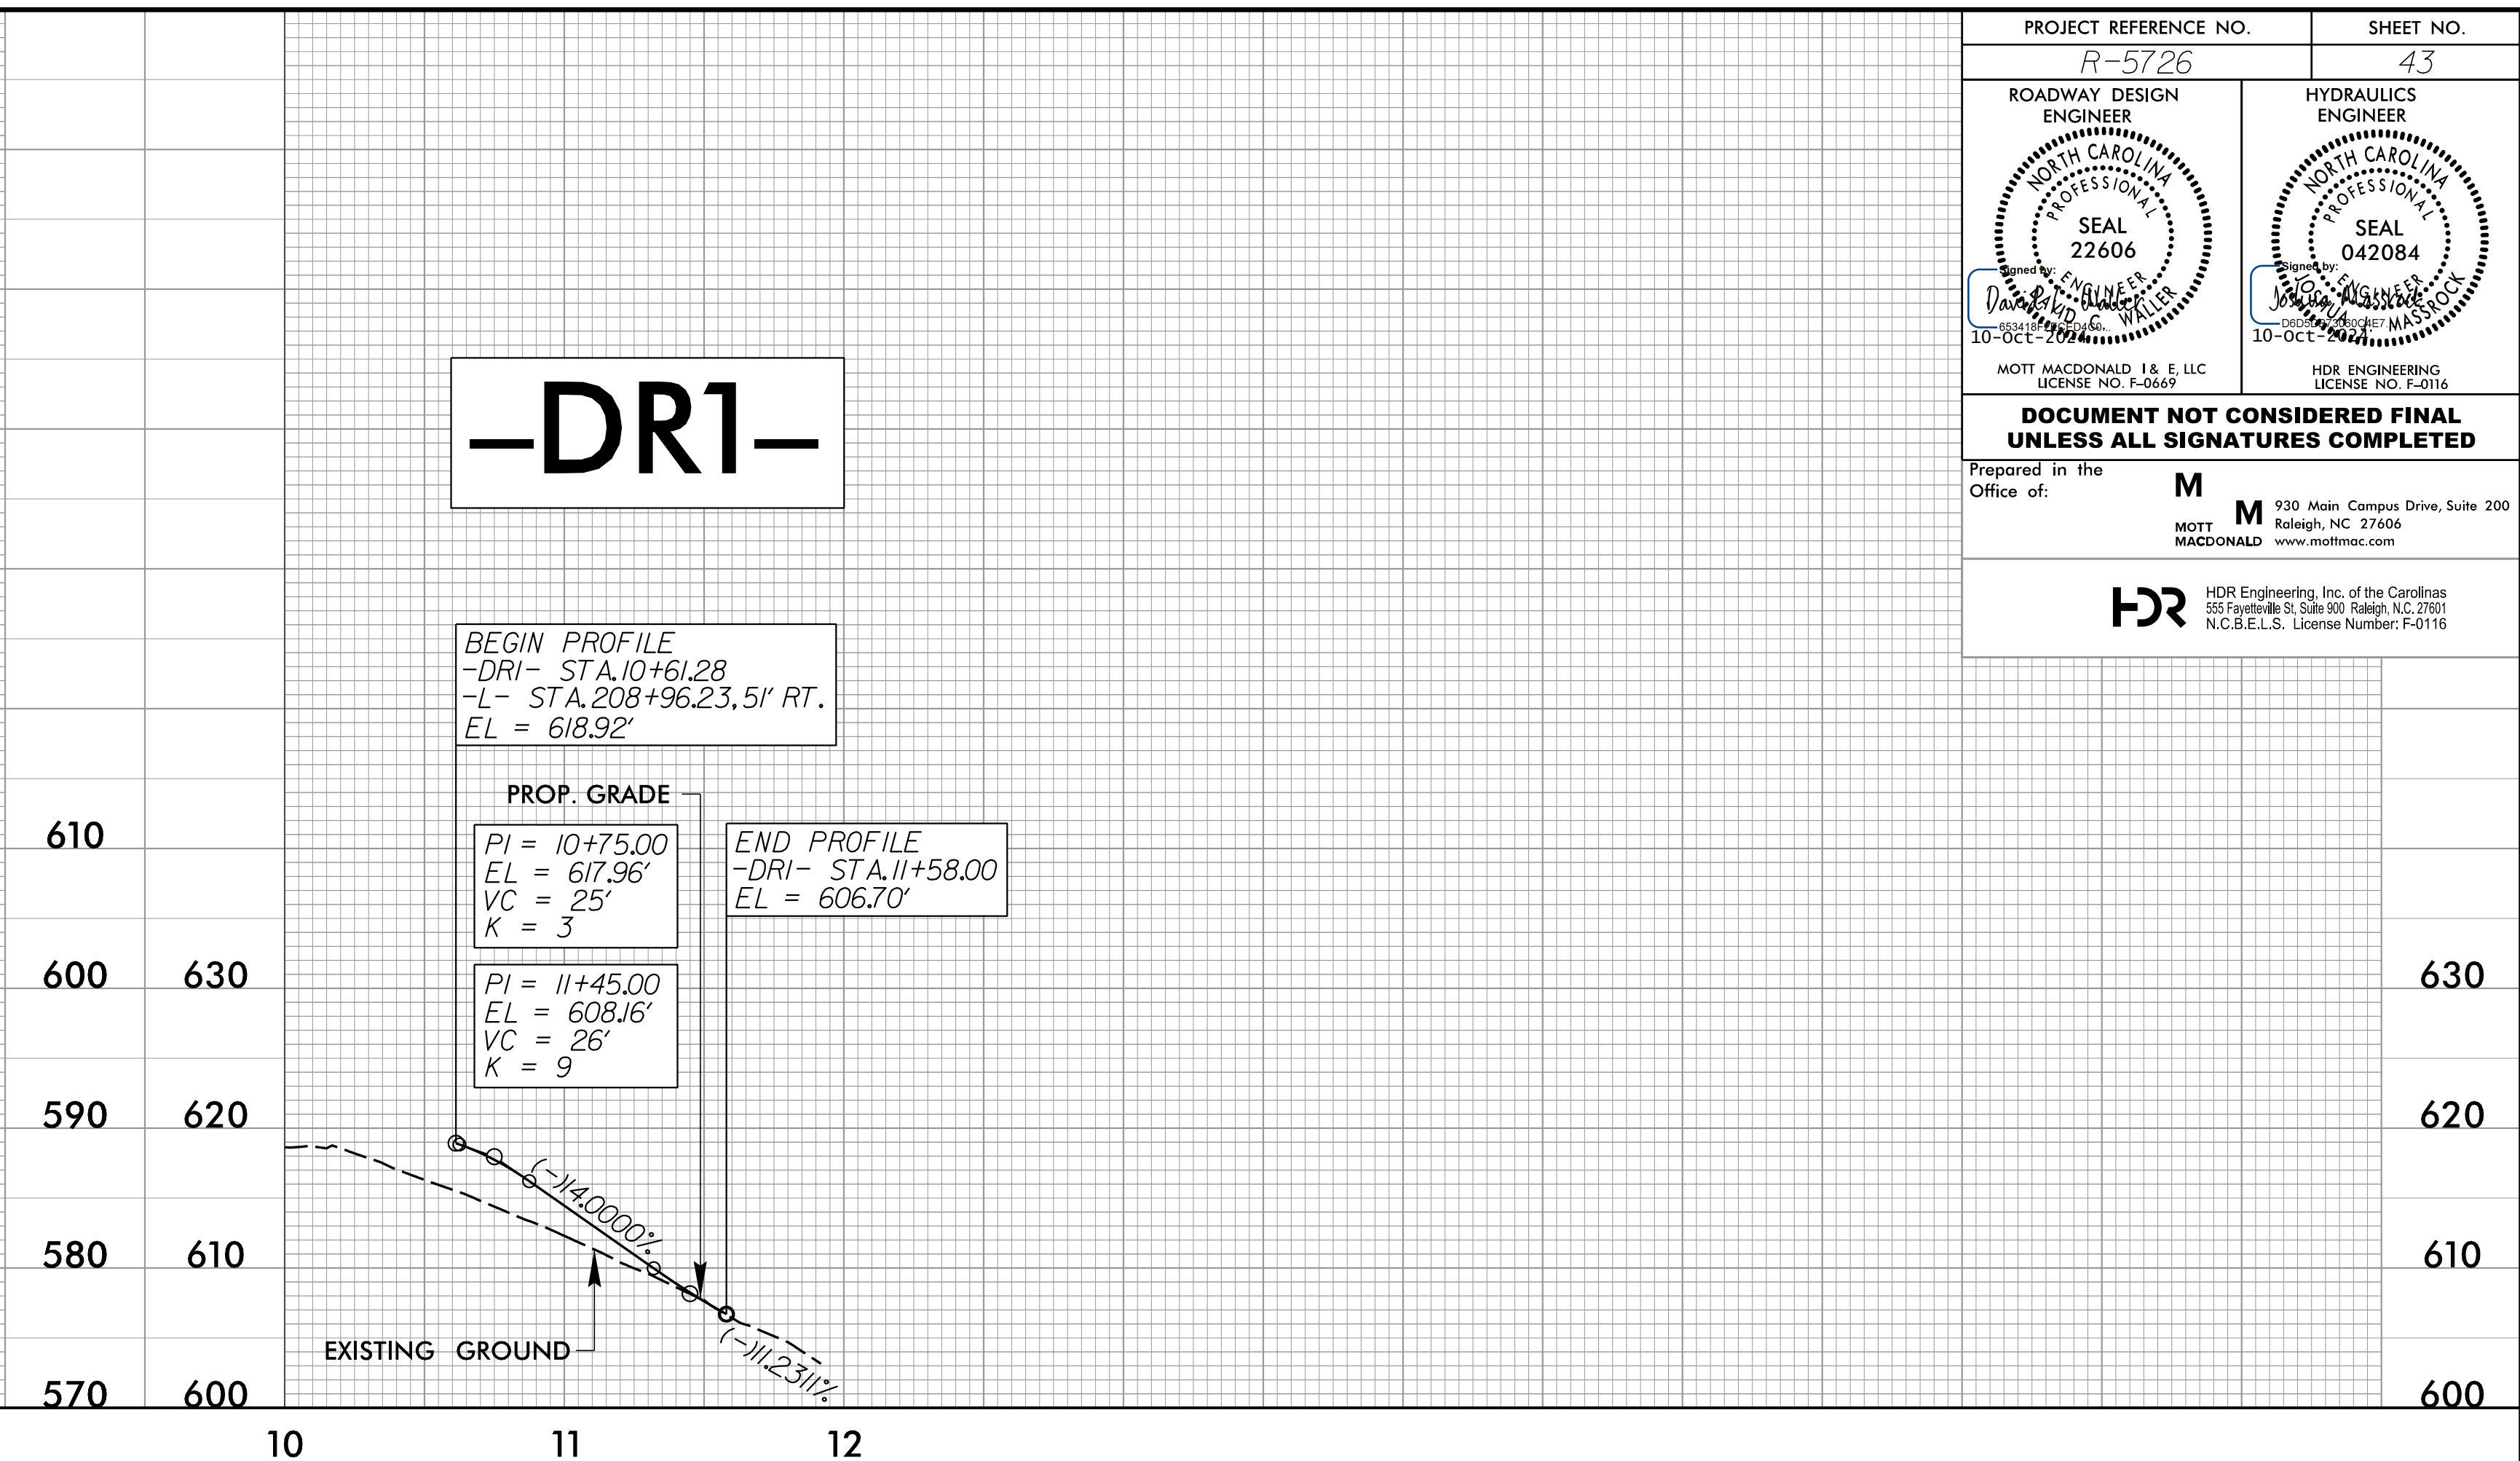 PROJECT REFERENCE NO.
SHEET NO.
R-5726
43
ROADWAY DESIGN
ENGINEER
HYDRAULICS
ENGINEER
NORTH CAROLINA
PROFESSIONAL
SEAL
22606
ENGINEER
Signed by:
WALLER
10-Oct-2024
NORTH CAROLINA
PROFESSIONAL
SEAL
042084
ENGINEER
Signed by:
JOSHUA J. MASSROCK
10-Oct-2024
MOTT MACDONALD I & E, LLC
LICENSE NO. F-0669
HDR ENGINEERING
LICENSE NO. F-0116
DOCUMENT NOT CONSIDERED FINAL
UNLESS ALL SIGNATURES COMPLETED
Prepared in the
Office of:
M
M
MOTT
MACDONALD
930 Main Campus Drive, Suite 200
Raleigh, NC 27606
www.mottmac.com
HDR
HDR Engineering, Inc. of the Carolinas
555 Fayetteville St, Suite 900 Raleigh, N.C. 27601
N.C.B.E.L.S. License Number: F-0116
-DR1-
BEGIN PROFILE
-DR1- STA. 10+61.28
-L- STA. 208+96.23, 51' RT.
EL = 618.92'
PROP. GRADE
PI = 10+75.00
EL = 617.96'
VC = 25'
K = 3
END PROFILE
-DR1- STA. 11+58.00
EL = 606.70'
PI = 11+45.00
EL = 608.16'
VC = 26'
K = 9
(-)14.0000%
(-)11.2311%
EXISTING GROUND
610
600 630 630
590 620 620
580 610 610
570 600 600
10 11 12